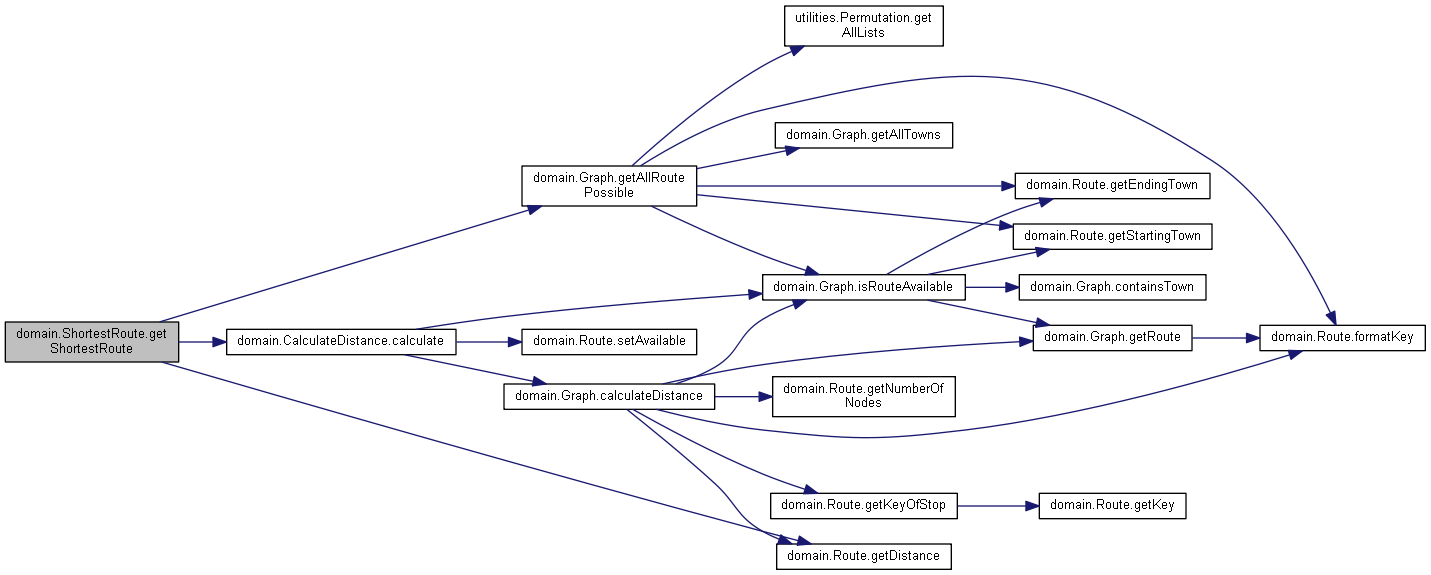 utilities.Permutation.get
AllLists
domain.Graph.getAllTowns
domain.Graph.getAllRoute
Possible
domain.Route.getEndingTown
domain.Route.getStartingTown
domain.Graph.isRouteAvailable
domain.Graph.containsTown
domain.ShortestRoute.get
ShortestRoute
domain.CalculateDistance.calculate
domain.Route.setAvailable
domain.Graph.getRoute
domain.Route.formatKey
domain.Graph.calculateDistance
domain.Route.getNumberOf
Nodes
domain.Route.getKeyOfStop
domain.Route.getKey
domain.Route.getDistance